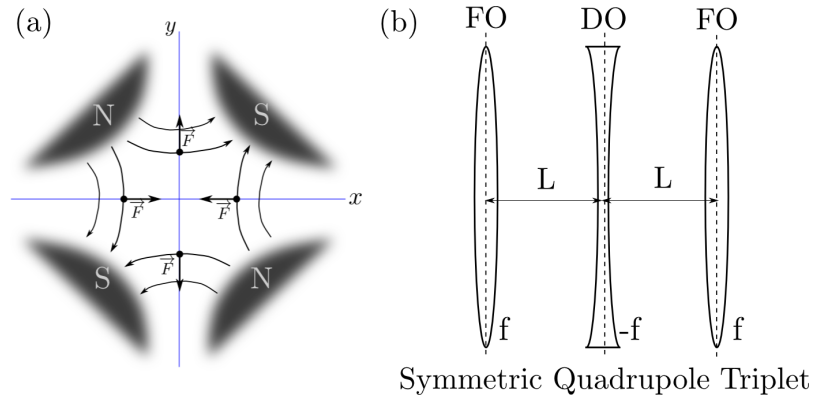 (a)
y
N
S
F
F
F
x
F
S
N
(b)
FO DO FO
L L
f -f f
Symmetric Quadrupole Triplet